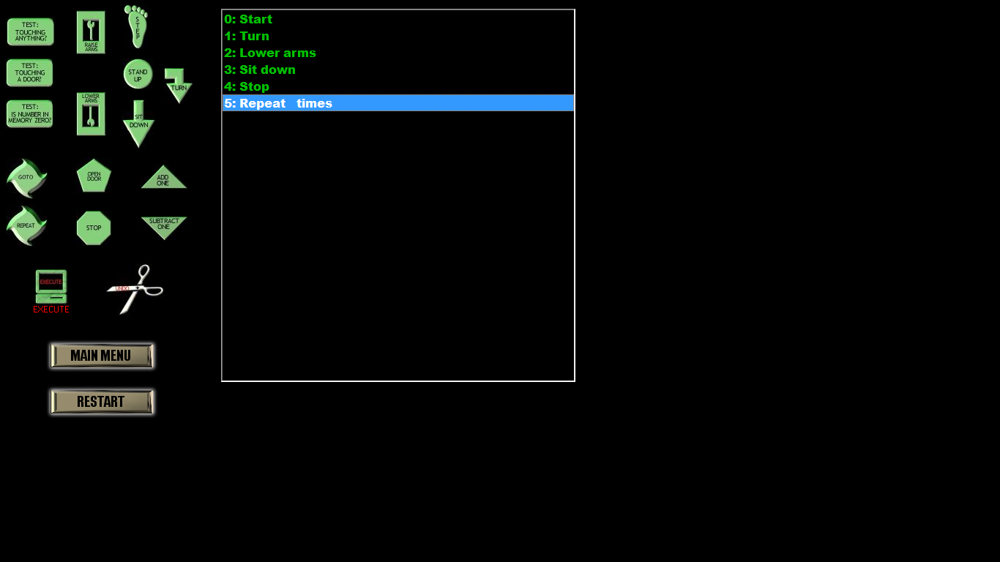 TEST:
TOUCHING
ANYTHING?
RAISE
ARMS
STEP
TEST:
TOUCHING
A DOOR?
STAND
UP
TURN
TEST:
IS NUMBER IN
MEMORY ZERO?
LOWER
ARMS
SIT
DOWN
GOTO
OPEN
DOOR
ADD
ONE
REPEAT
STOP
SUBTRACT
ONE
EXECUTE
EXECUTE
UNDO
MAIN MENU
RESTART
0: Start
1: Turn
2: Lower arms
3: Sit down
4: Stop
5: Repeat   times